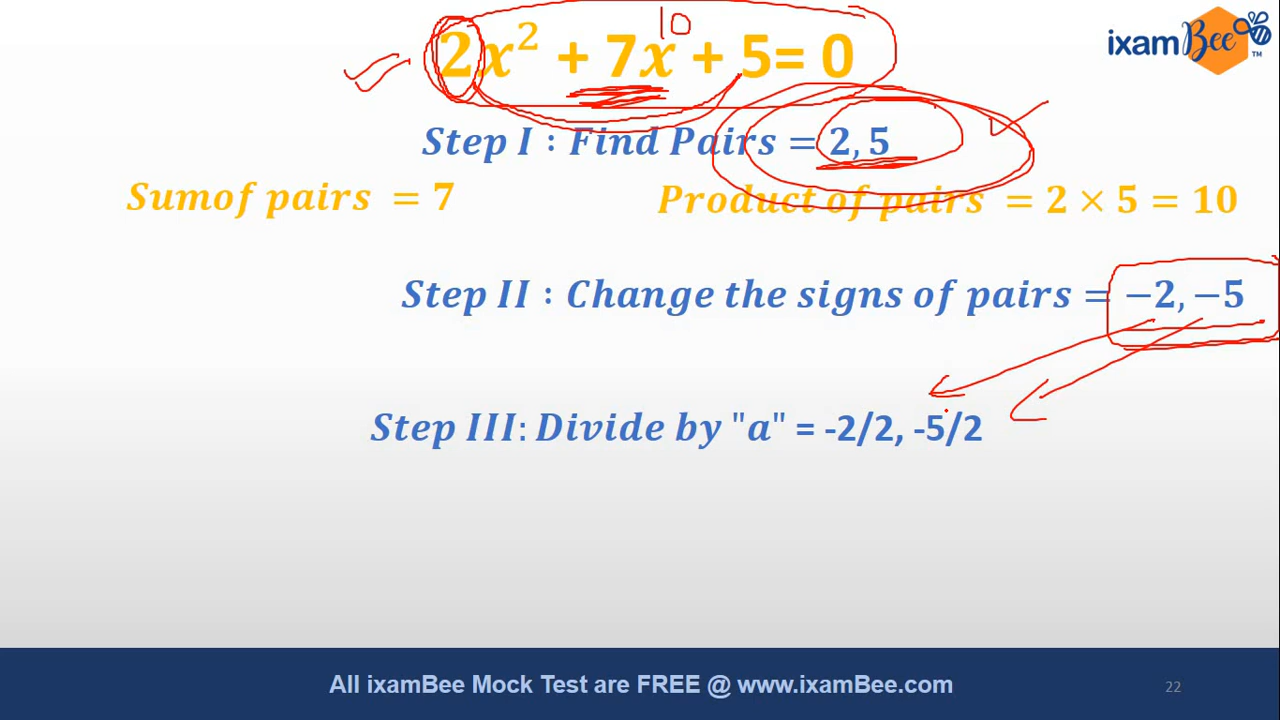 10
2x² + 7x + 5= 0
ixamBee™
Step I : Find Pairs = 2, 5
Sumof pairs = 7
Product of pairs = 2 × 5 = 10
Step II : Change the signs of pairs = −2, −5
Step III: Divide by "a" = -2/2, -5/2
All ixamBee Mock Test are FREE @ www.ixamBee.com
22